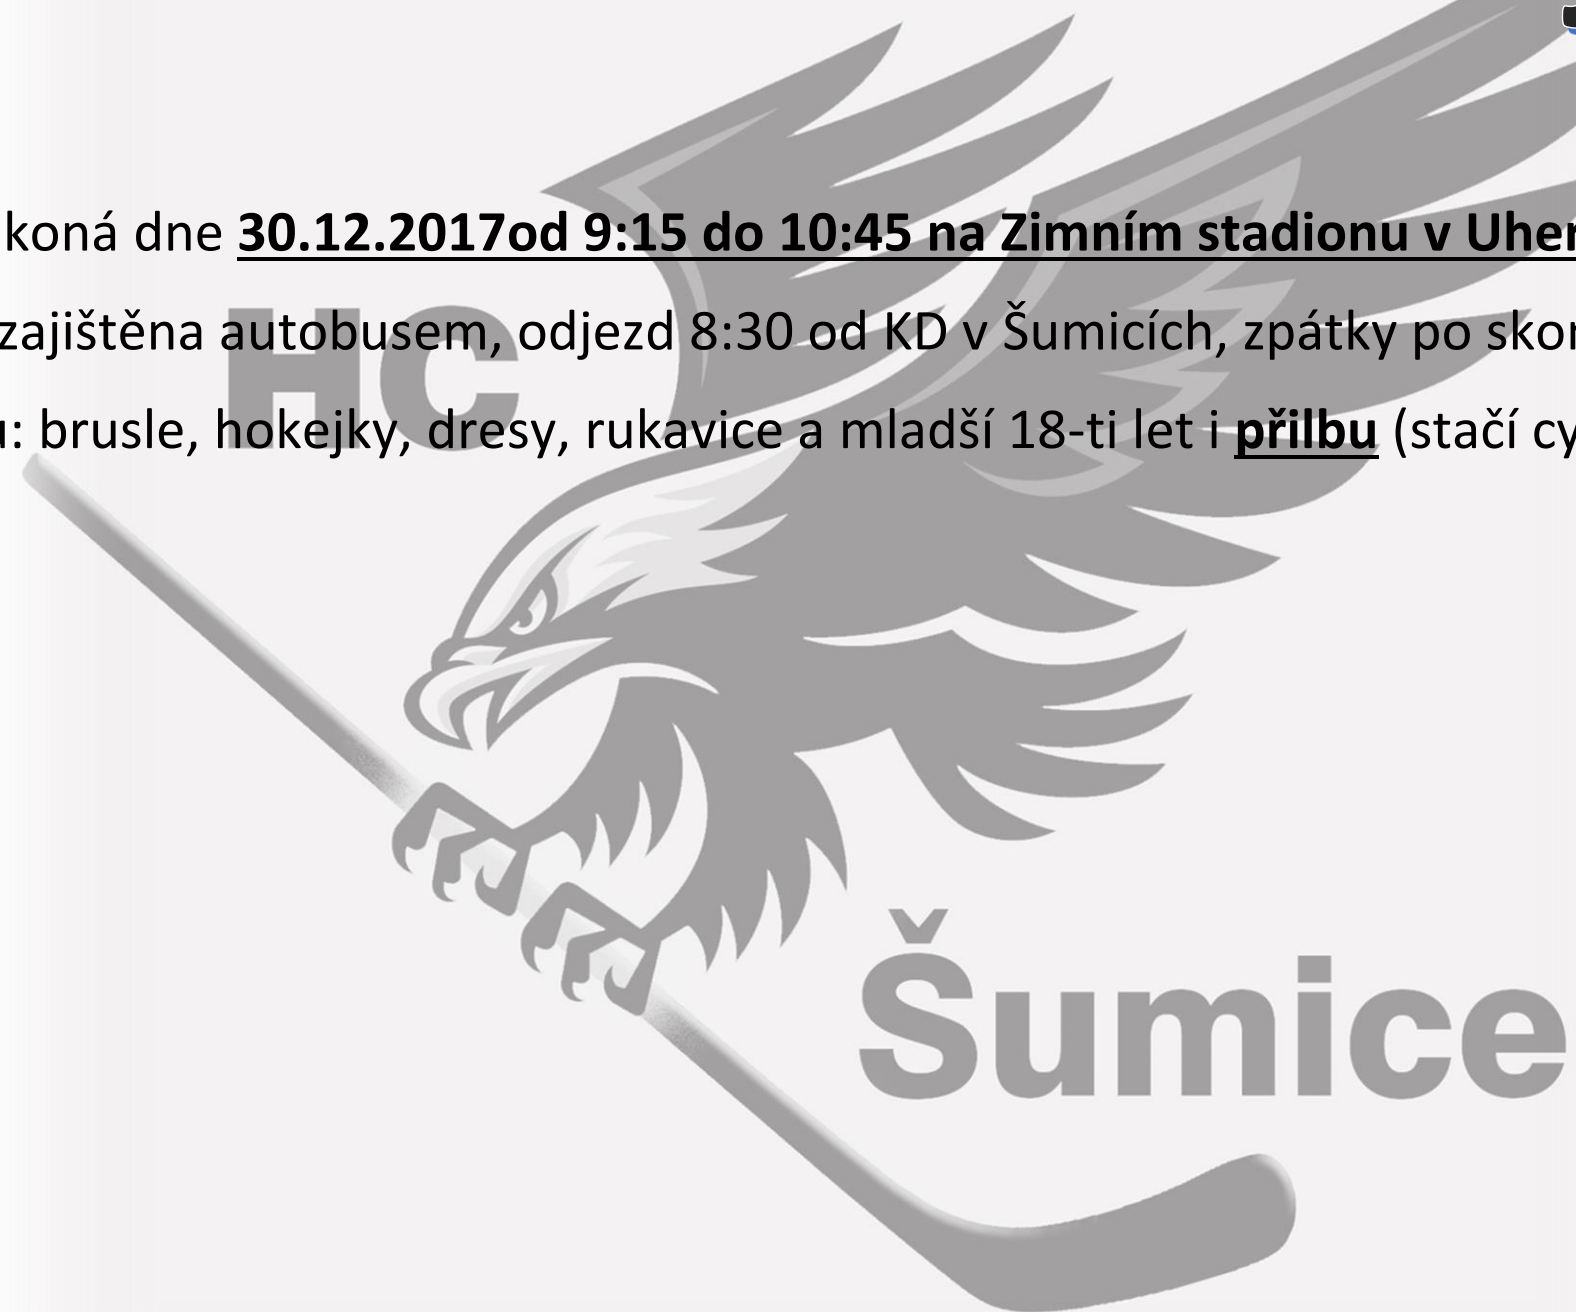 koná dne 30.12.2017od 9:15 do 10:45 na Zimním stadionu v Uher
zajištěna autobusem, odjezd 8:30 od KD v Šumicích, zpátky po skon
HC
u: brusle, hokejky, dresy, rukavice a mladší 18-ti let i přilbu (stačí cy
Šumice